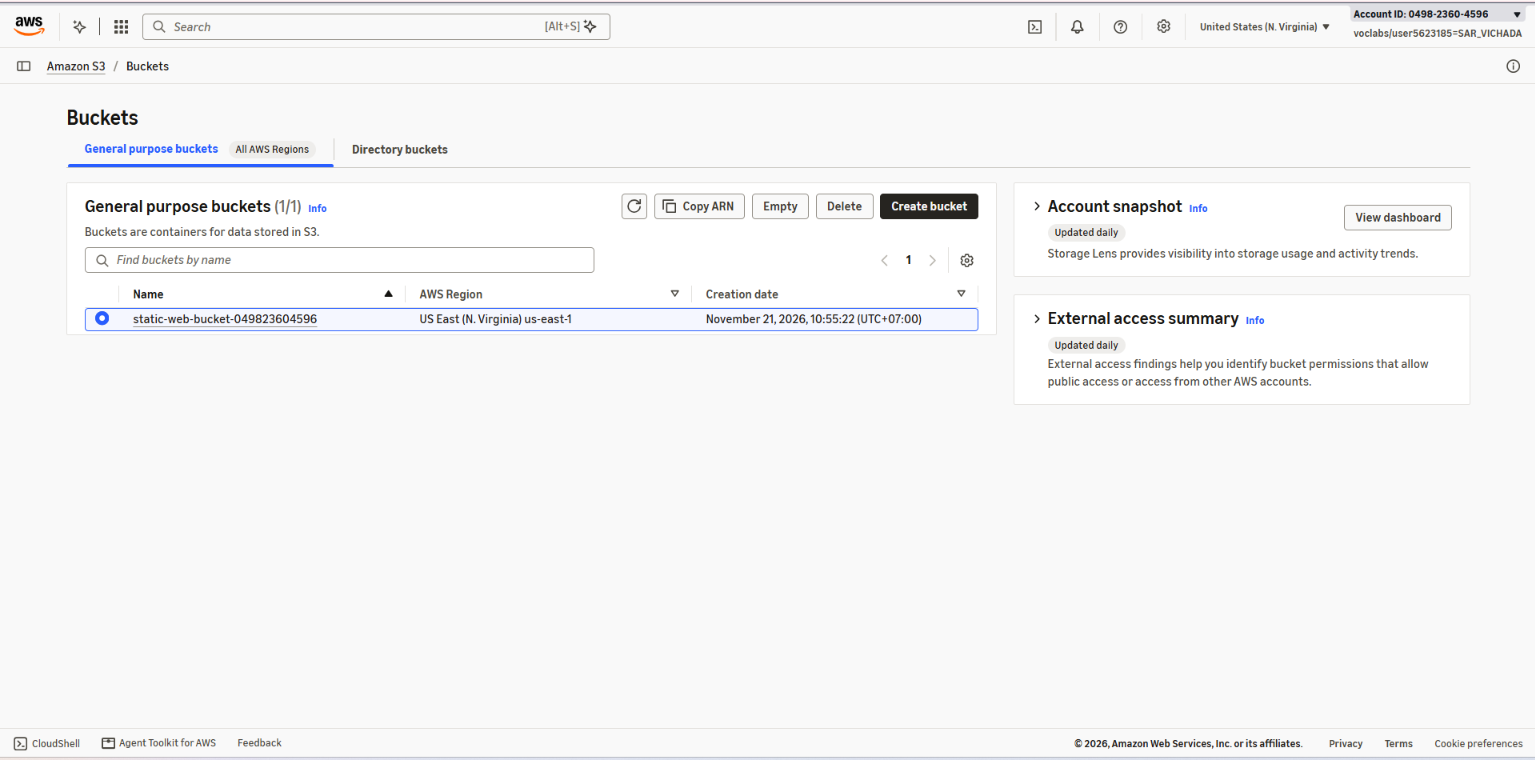 aws
Search [Alt+S]
United States (N. Virginia) ▼
Account ID: 0498-2360-4596
voclabs/user5623185=SAR_VICHADA
Amazon S3 / Buckets
Buckets
General purpose buckets All AWS Regions Directory buckets
General purpose buckets (1/1) Info
Copy ARN Empty Delete Create bucket
Buckets are containers for data stored in S3.
Find buckets by name
1
Name AWS Region Creation date
static-web-bucket-049823604596 US East (N. Virginia) us-east-1 November 21, 2026, 10:55:22 (UTC+07:00)
Account snapshot Info
View dashboard
Updated daily
Storage Lens provides visibility into storage usage and activity trends.
External access summary Info
Updated daily
External access findings help you identify bucket permissions that allow
public access or access from other AWS accounts.
CloudShell Agent Toolkit for AWS Feedback © 2026, Amazon Web Services, Inc. or its affiliates. Privacy Terms Cookie preferences